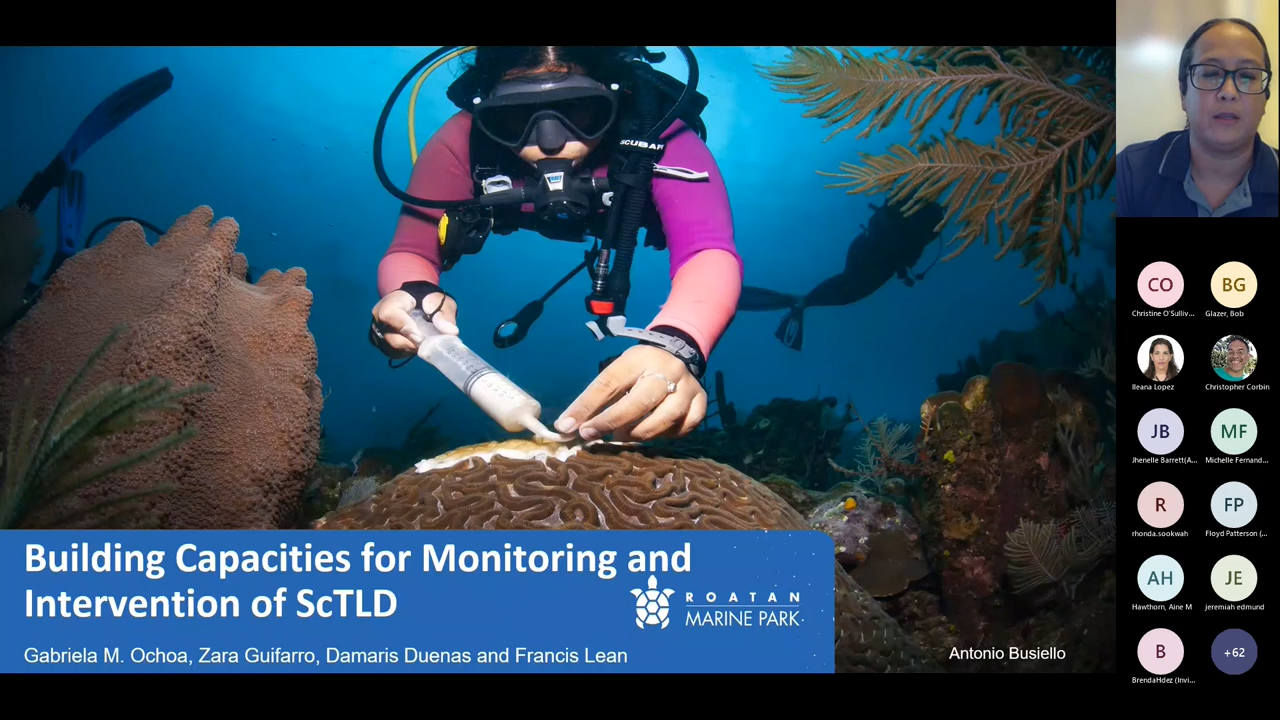 SCUBAPR
Building Capacities for Monitoring and
Intervention of ScTLD
ROATAN
MARINE PARK
Gabriela M. Ochoa, Zara Guifarro, Damaris Duenas and Francis Lean
Antonio Busiello
CO
BG
Christine O'Sulliv...
Glazer, Bob
Ileana Lopez
Christopher Corbin
JB
MF
Jhenelle Barrett(A...
Michelle Fernand...
R
FP
rhonda.sookwah
Floyd Patterson (...
AH
JE
Hawthorn, Aine M
jeremiah edmund
B
+62
BrendaHdez (Invi...